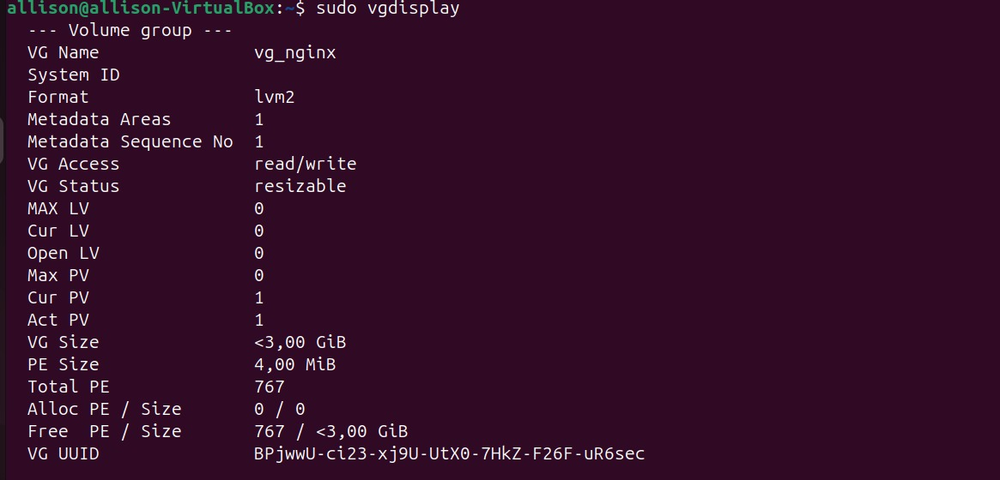 allison@allison-VirtualBox:~$ sudo vgdisplay
--- Volume group ---
VG Name vg_nginx
System ID
Format lvm2
Metadata Areas 1
Metadata Sequence No 1
VG Access read/write
VG Status resizable
MAX LV 0
Cur LV 0
Open LV 0
Max PV 0
Cur PV 1
Act PV 1
VG Size <3,00 GiB
PE Size 4,00 MiB
Total PE 767
Alloc PE / Size 0 / 0
Free  PE / Size 767 / <3,00 GiB
VG UUID BPjwwU-ci23-xj9U-UtX0-7HkZ-F26F-uR6sec